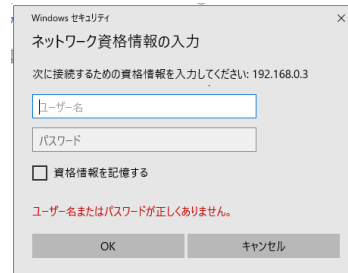 Windows セキュリティ
ネットワーク資格情報の入力
次に接続するための資格情報を入力してください: 192.168.0.3
ユーザー名
パスワード
資格情報を記憶する
ユーザー名またはパスワードが正しくありません。
OK
キャンセル